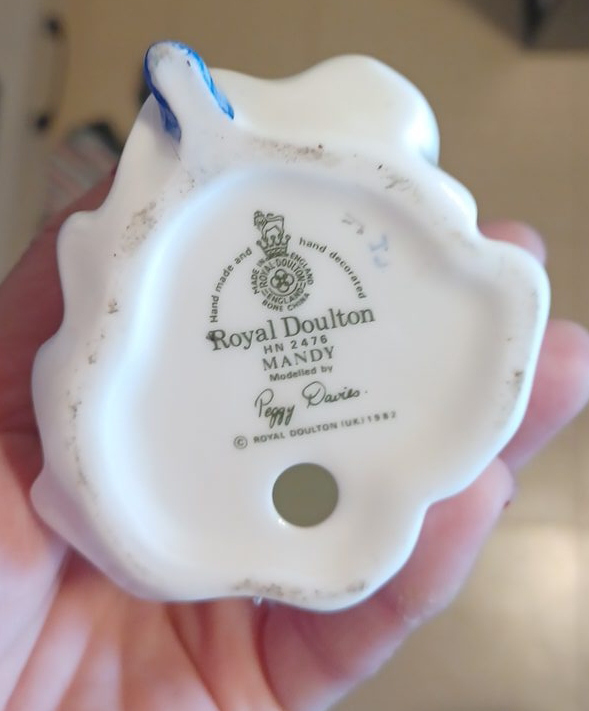 Hand made and hand decorated
MADE IN ENGLAND
ROYAL·DOULTON
ENGLAND
BONE CHINA
Royal Doulton
HN 2476
MANDY
Modelled by
Peggy Davies.
© ROYAL DOULTON (UK) 1982